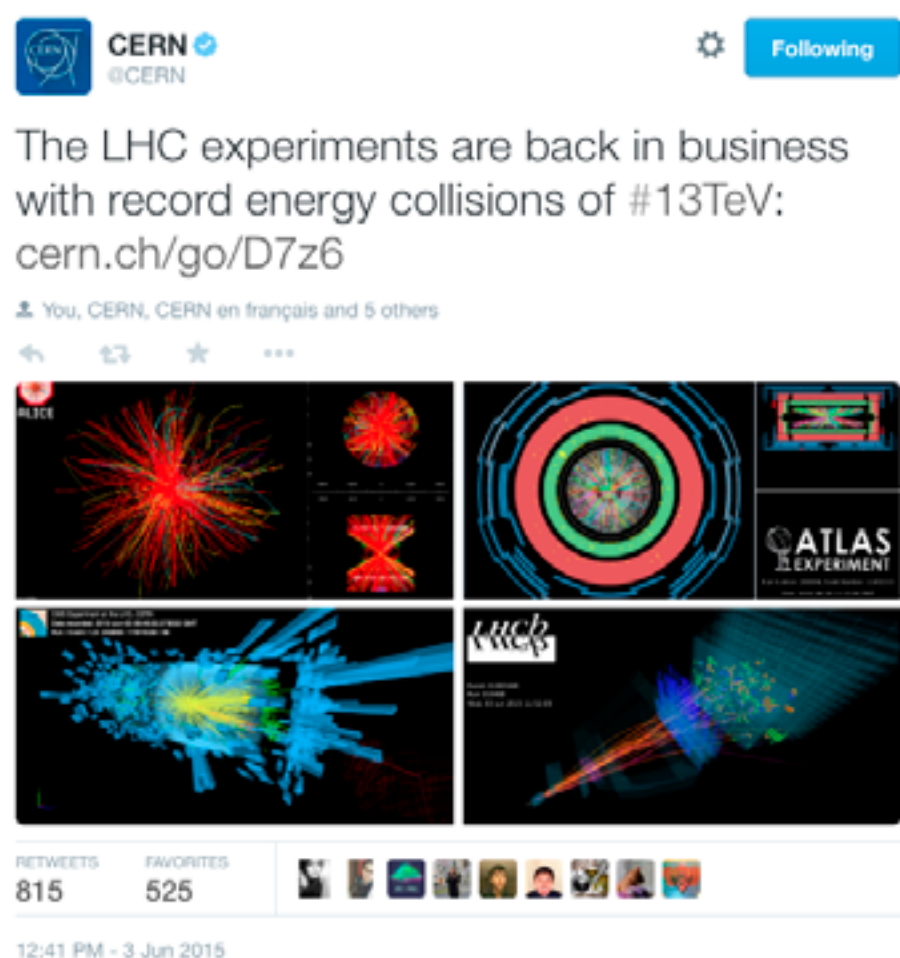 CERN
@CERN
Following
The LHC experiments are back in business
with record energy collisions of #13TeV:
cern.ch/go/D7z6
You, CERN, CERN en français and 5 others
ALICE
ATLAS
EXPERIMENT
LHCb
RETWEETS
815
FAVORITES
525
12:41 PM - 3 Jun 2015